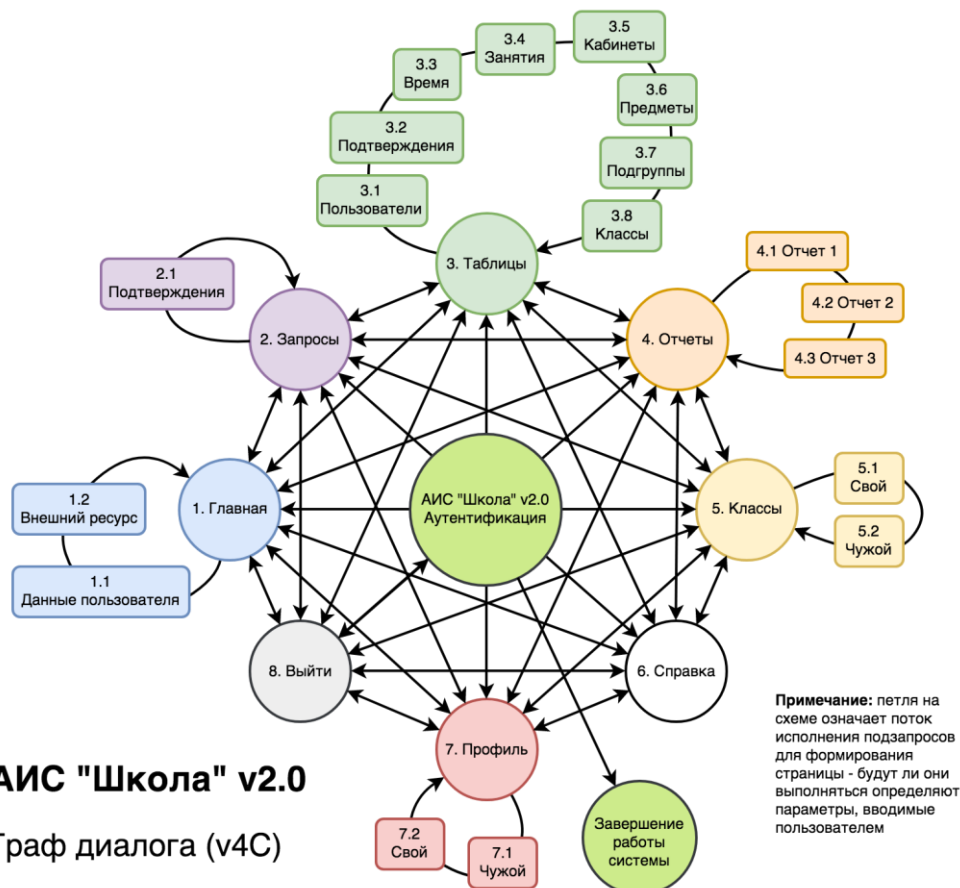 3.5
Кабинеты
3.4
Занятия
3.3
Время
3.6
Предметы
3.2
Подтверждения
3.7
Подгруппы
3.1
Пользователи
3.8
Классы
3. Таблицы
2.1
Подтверждения
4.1 Отчет 1
4.2 Отчет 2
4.3 Отчет 3
2. Запросы
4. Отчеты
1.2
Внешний ресурс
1.1
Данные пользователя
1. Главная
АИС "Школа" v2.0
Аутентификация
5. Классы
5.1
Свой
5.2
Чужой
8. Выйти
6. Справка
7. Профиль
7.2
Свой
7.1
Чужой
Завершение
работы
системы
Примечание: петля на
схеме означает поток
исполнения подзапросов
для формирования
страницы - будут ли они
выполняться определяют
параметры, вводимые
пользователем
АИС "Школа" v2.0
Граф диалога (v4C)